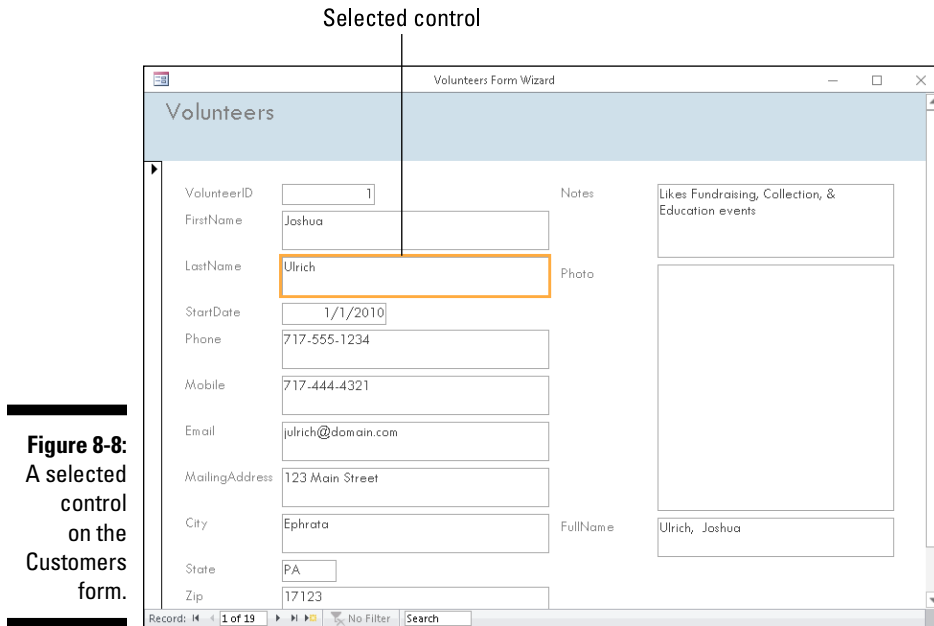 Selected control
Volunteers Form Wizard
Volunteers
VolunteerID 1
FirstName Joshua
LastName Ulrich
StartDate 1/1/2010
Phone 717-555-1234
Mobile 717-444-4321
Email julrich@domain.com
MailingAddress 123 Main Street
City Ephrata
State PA
Zip 17123
Notes Likes Fundraising, Collection, &
Education events
Photo
FullName Ulrich, Joshua
Record: 1 of 19 No Filter Search
Figure 8-8:
A selected
control
on the
Customers
form.